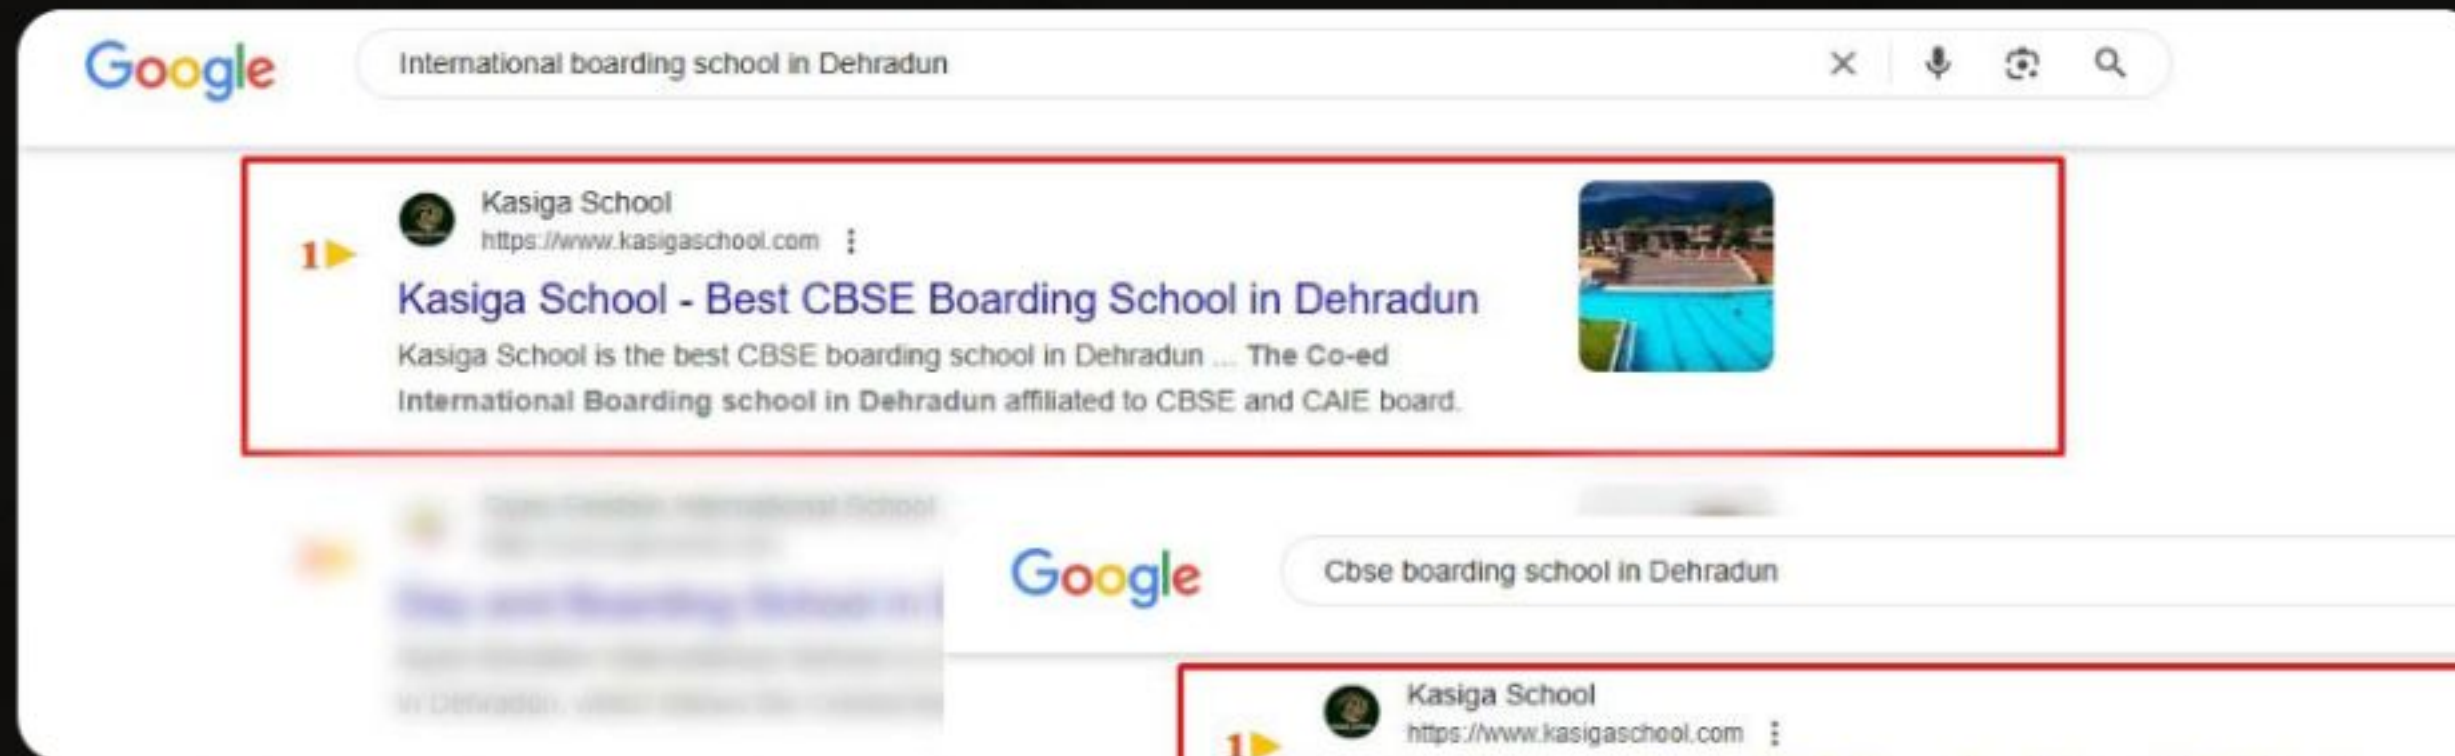 Google
International boarding school in Dehradun
Kasiga School
https://www.kasigaschool.com
1
Kasiga School - Best CBSE Boarding School in Dehradun
Kasiga School is the best CBSE boarding school in Dehradun ... The Co-ed
International Boarding school in Dehradun affiliated to CBSE and CAIE board.
Google
Cbse boarding school in Dehradun
Kasiga School
https://www.kasigaschool.com
1